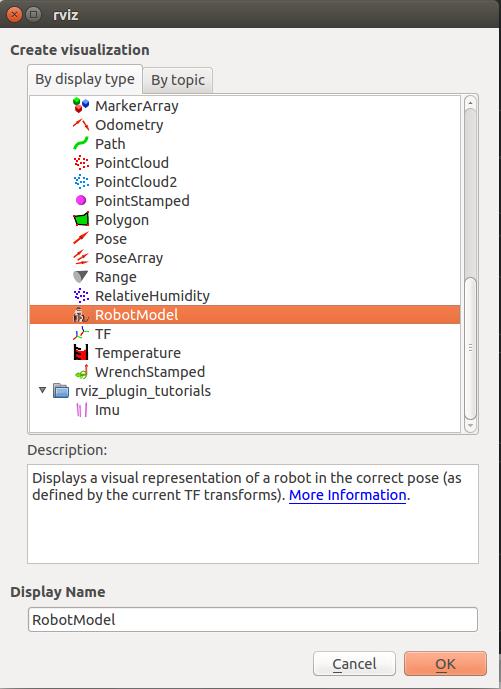 rviz
Create visualization
By display type
By topic
MarkerArray
Odometry
Path
PointCloud
PointCloud2
PointStamped
Polygon
Pose
PoseArray
Range
RelativeHumidity
RobotModel
TF
Temperature
WrenchStamped
rviz_plugin_tutorials
Imu
Description:
Displays a visual representation of a robot in the correct pose (as
defined by the current TF transforms). More Information.
Display Name
RobotModel
Cancel
OK